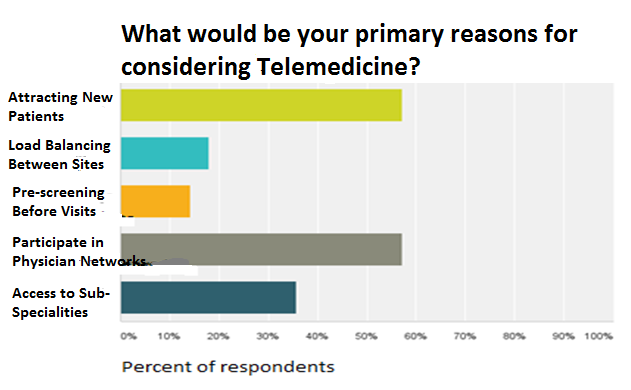 What would be your primary reasons for
considering Telemedicine?
Attracting New
Patients
Load Balancing
Between Sites
Pre-screening
Before Visits
Participate in
Physician Networks
Access to Sub-
Specialities
0% 10% 20% 30% 40% 50% 60% 70% 80% 90% 100%
Percent of respondents